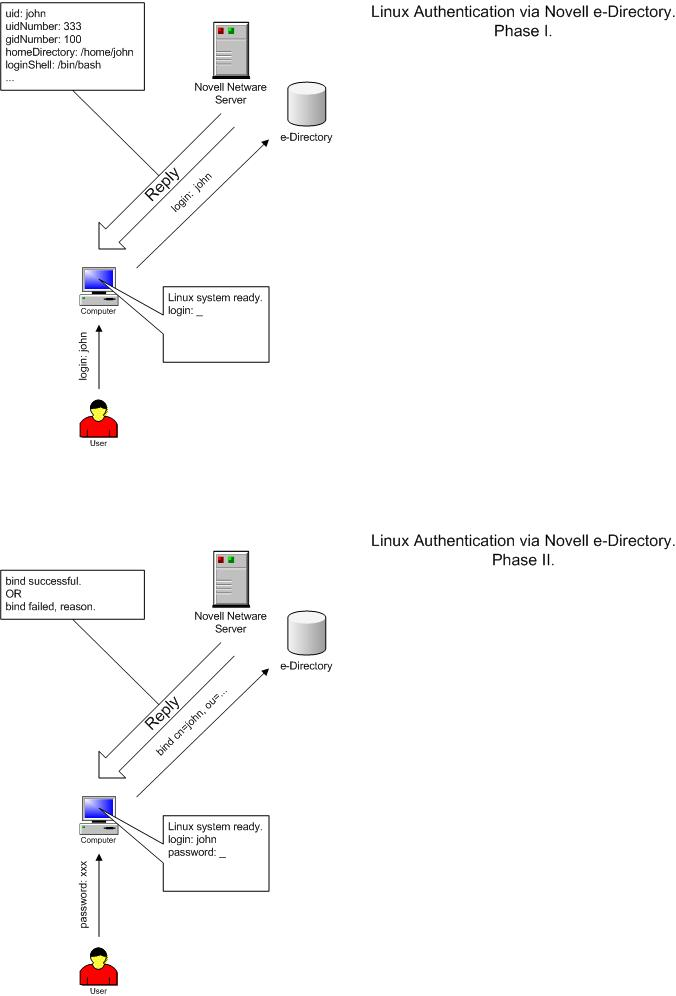 Linux Authentication via Novell e-Directory.
Phase I.
uid: john
uidNumber: 333
gidNumber: 100
homeDirectory: /home/john
loginShell: /bin/bash
...
Novell Netware
Server
e-Directory
Reply
login: john
Linux system ready.
login: _
Computer
login: john
User
Linux Authentication via Novell e-Directory.
Phase II.
bind successful.
OR
bind failed, reason.
Novell Netware
Server
e-Directory
Reply
bind cn=john, ou=...
Linux system ready.
login: john
password: _
Computer
password: xxx
User